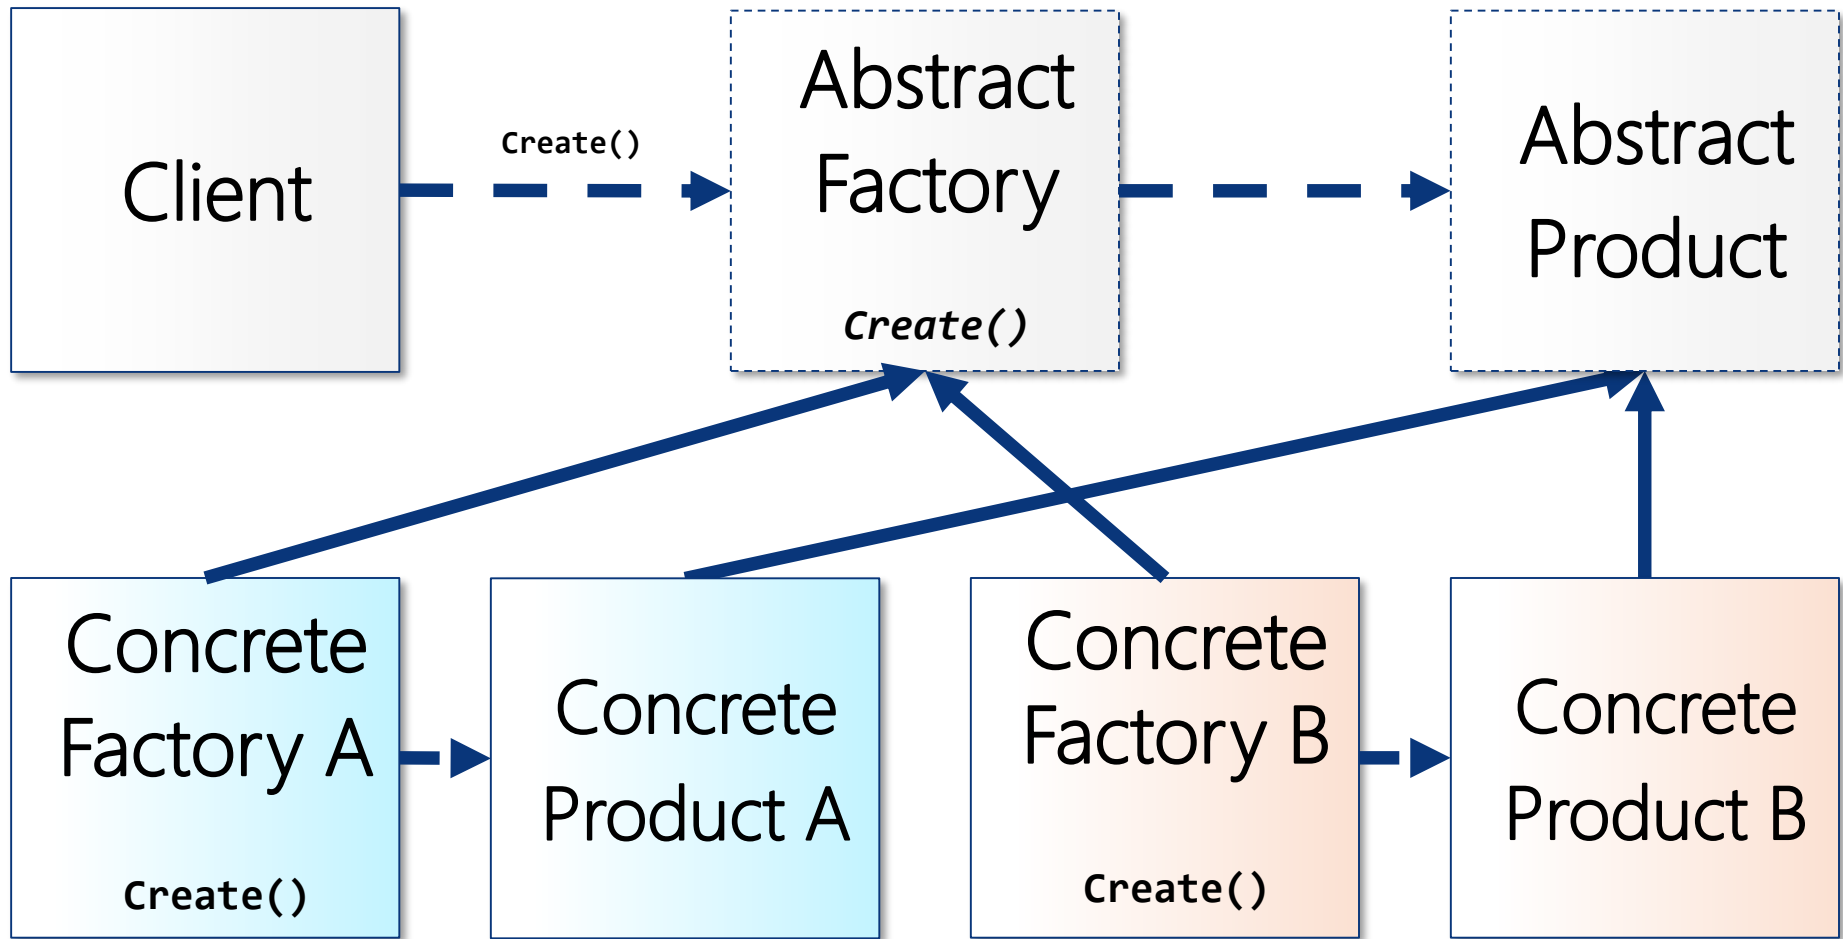 Client
Create()
Abstract
Factory
Create()
Abstract
Product
Concrete
Factory A
Create()
Concrete
Product A
Concrete
Factory B
Create()
Concrete
Product B